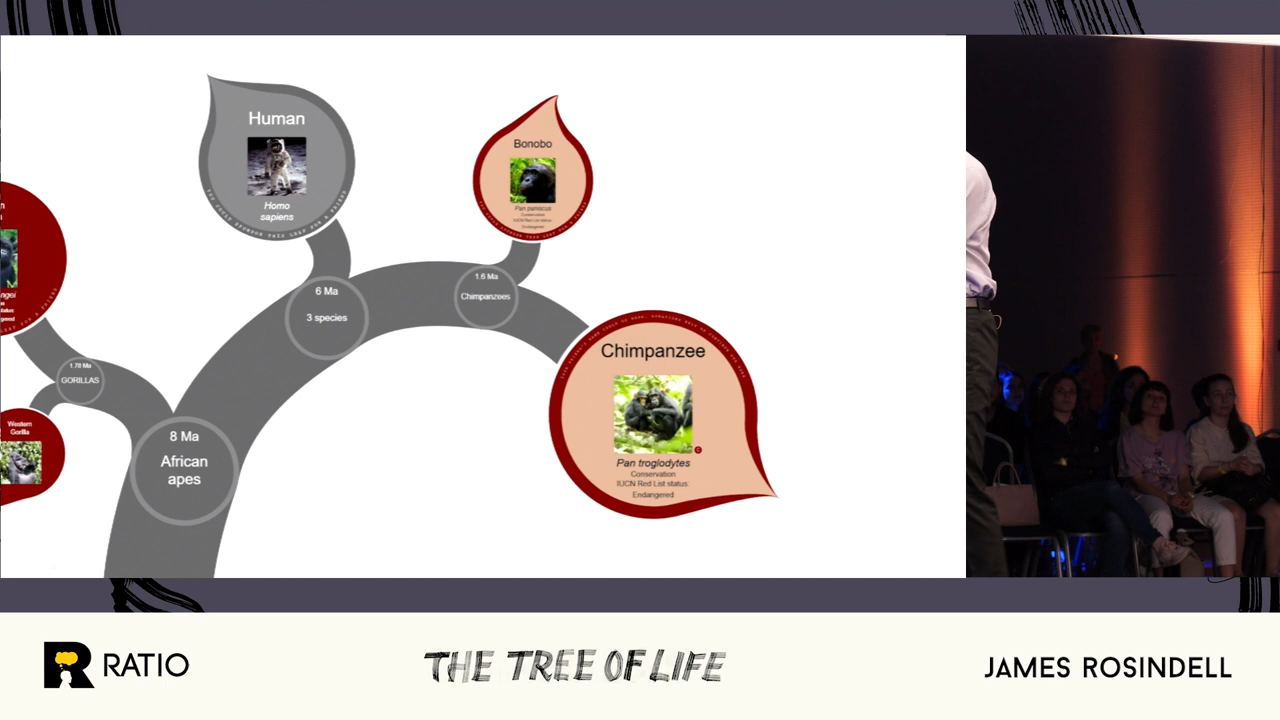 Human
Homo
sapiens
Bonobo
Pan paniscus
Conservation
IUCN Red List status:
Endangered
1.6 Ma
Chimpanzees
6 Ma
3 species
Chimpanzee
Pan troglodytes
Conservation
IUCN Red List status:
Endangered
1.78 Ma
GORILLAS
Western
Gorilla
8 Ma
African
apes
RATIO
THE TREE OF LIFE
JAMES ROSINDELL